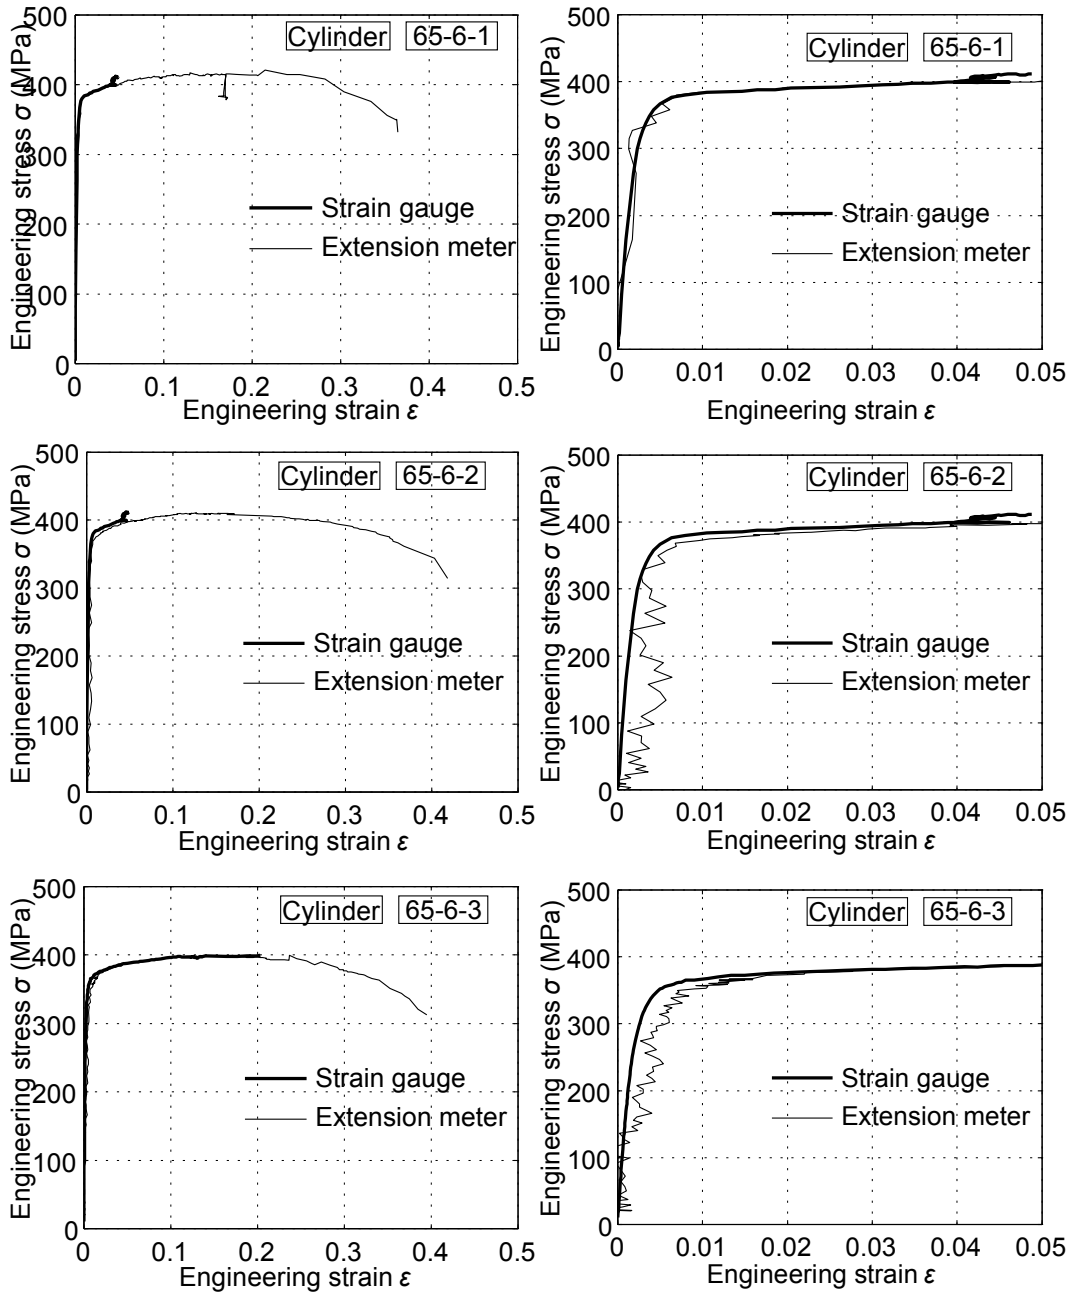 Engineering stress σ (MPa)
500
400
300
200
100
0
Cylinder 65-6-1
Strain gauge
Extension meter
0 0.1 0.2 0.3 0.4 0.5
Engineering strain ε
Engineering stress σ (MPa)
500
400
300
200
100
0
Cylinder 65-6-1
Strain gauge
Extension meter
0 0.01 0.02 0.03 0.04 0.05
Engineering strain ε
Engineering stress σ (MPa)
500
400
300
200
100
0
Cylinder 65-6-2
Strain gauge
Extension meter
0 0.1 0.2 0.3 0.4 0.5
Engineering strain ε
Engineering stress σ (MPa)
500
400
300
200
100
0
Cylinder 65-6-2
Strain gauge
Extension meter
0 0.01 0.02 0.03 0.04 0.05
Engineering strain ε
Engineering stress σ (MPa)
500
400
300
200
100
0
Cylinder 65-6-3
Strain gauge
Extension meter
0 0.1 0.2 0.3 0.4 0.5
Engineering strain ε
Engineering stress σ (MPa)
500
400
300
200
100
0
Cylinder 65-6-3
Strain gauge
Extension meter
0 0.01 0.02 0.03 0.04 0.05
Engineering strain ε